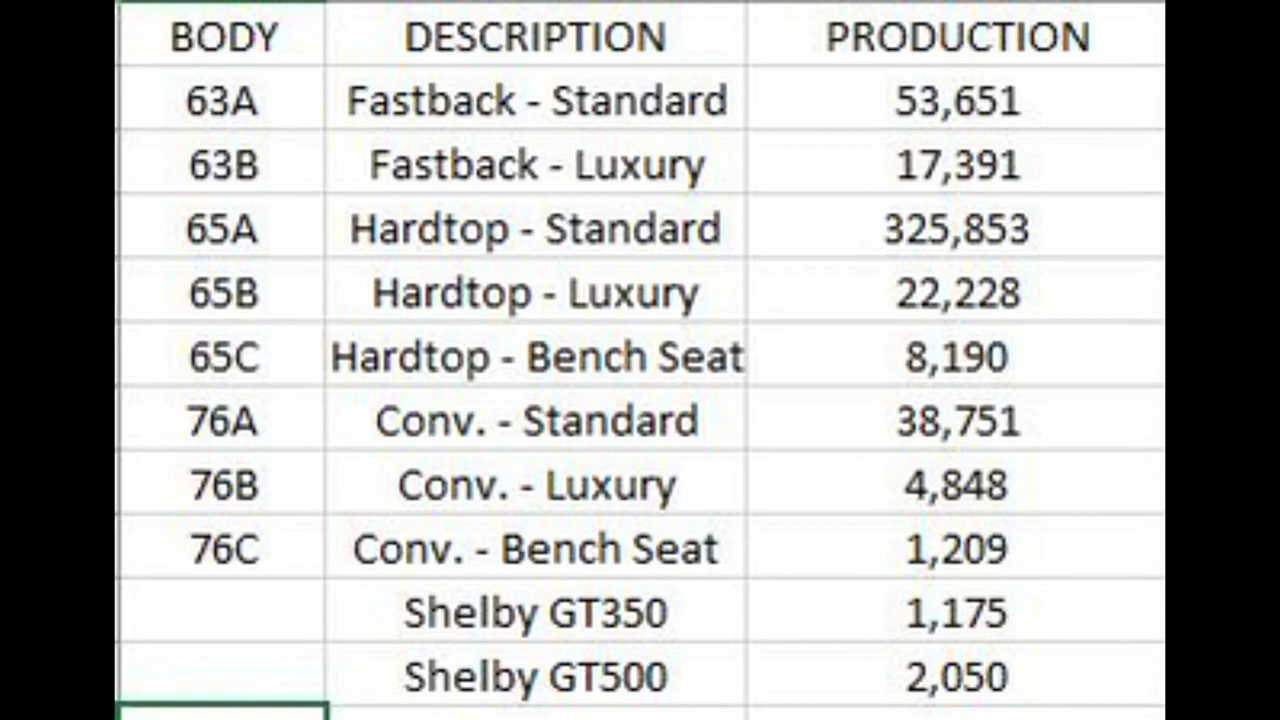 BODY DESCRIPTION PRODUCTION
63A Fastback - Standard 53,651
63B Fastback - Luxury 17,391
65A Hardtop - Standard 325,853
65B Hardtop - Luxury 22,228
65C Hardtop - Bench Seat 8,190
76A Conv. - Standard 38,751
76B Conv. - Luxury 4,848
76C Conv. - Bench Seat 1,209
Shelby GT350 1,175
Shelby GT500 2,050